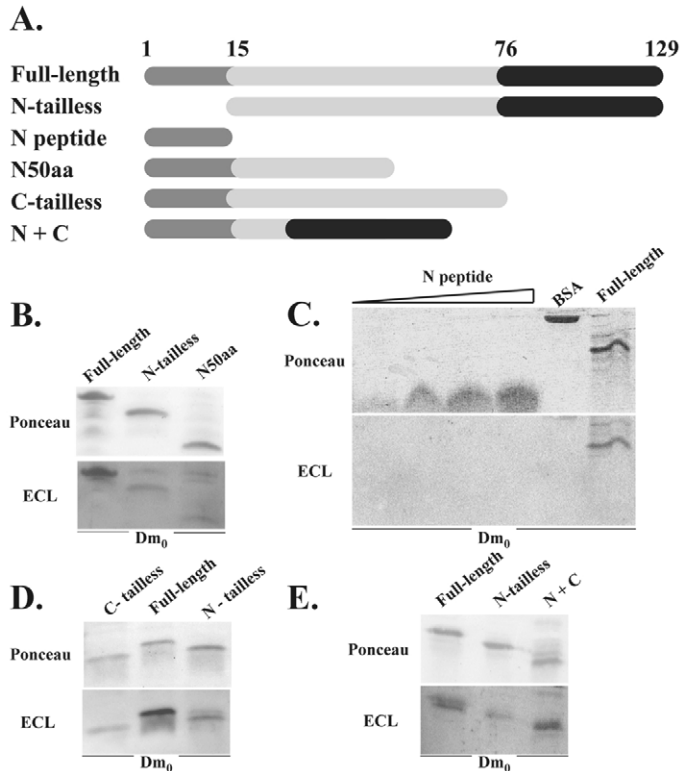 A.
1 15 76 129
Full-length
N-tailless
N peptide
N50aa
C-tailless
N + C
B.
Full-length N-tailless N50aa
Ponceau
ECL
Dm0
C.
N peptide BSA Full-length
Ponceau
ECL
Dm0
D.
C- tailless Full-length N - tailless
Ponceau
ECL
Dm0
E.
Full-length N-tailless N + C
Ponceau
ECL
Dm0